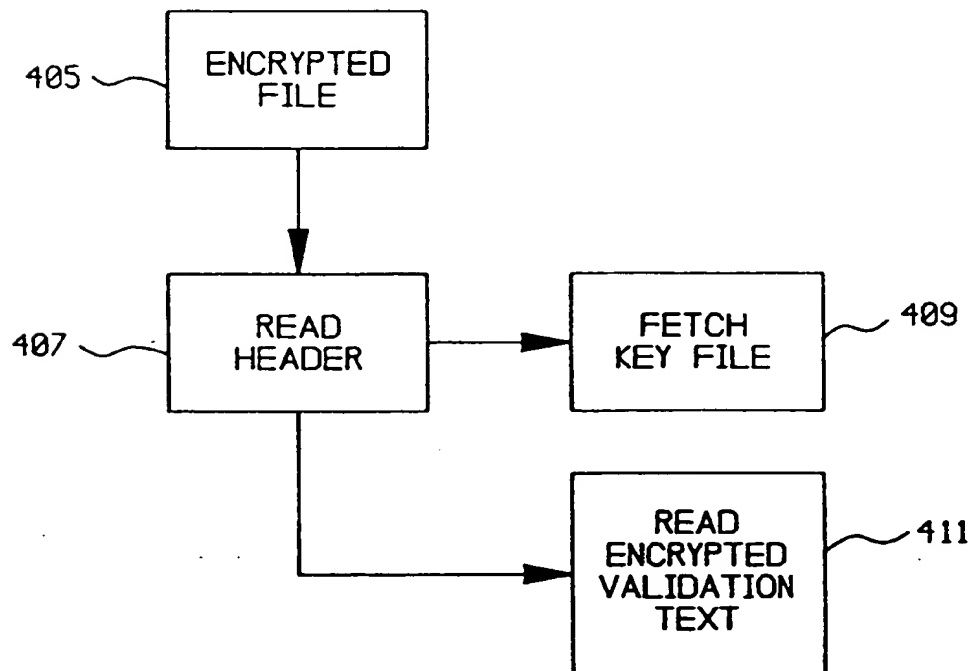 405
ENCRYPTED
FILE
407
READ
HEADER
FETCH
KEY FILE
409
READ
ENCRYPTED
VALIDATION
TEXT
411